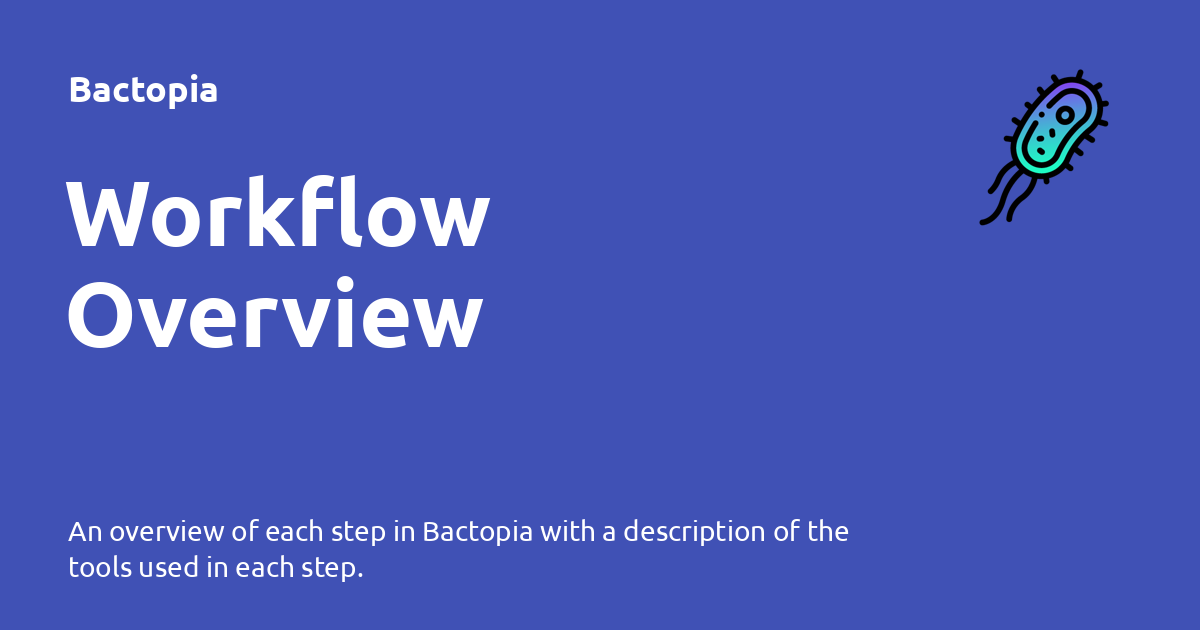 Bactopia
Workflow
Overview
An overview of each step in Bactopia with a description of the
tools used in each step.